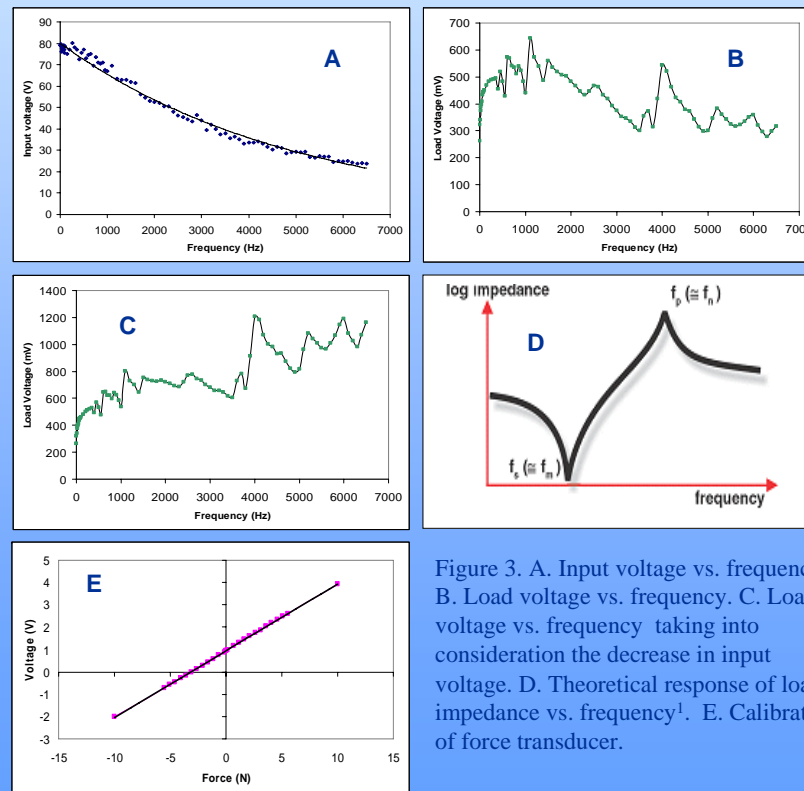 A
Input voltage (V)
90
80
70
60
50
40
30
20
10
0
0 1000 2000 3000 4000 5000 6000 7000
Frequency (Hz)
B
Load Voltage (mV)
700
600
500
400
300
200
100
0
0 1000 2000 3000 4000 5000 6000 700
Frequency (Hz)
C
Load Voltage (mV)
1400
1200
1000
800
600
400
200
0
0 1000 2000 3000 4000 5000 6000 7000
Frequency (Hz)
log impedance
fp (≅ fn)
D
fs (≅ fm)
frequency
E
Voltage (V)
5
4
3
2
1
0
-1
-2
-3
-15 -10 -5 0 5 10 15
Force (N)
Figure 3. A. Input voltage vs. frequenc
B. Load voltage vs. frequency. C. Loa
voltage vs. frequency taking into
consideration the decrease in input
voltage. D. Theoretical response of loa
impedance vs. frequency¹. E. Calibrat
of force transducer.